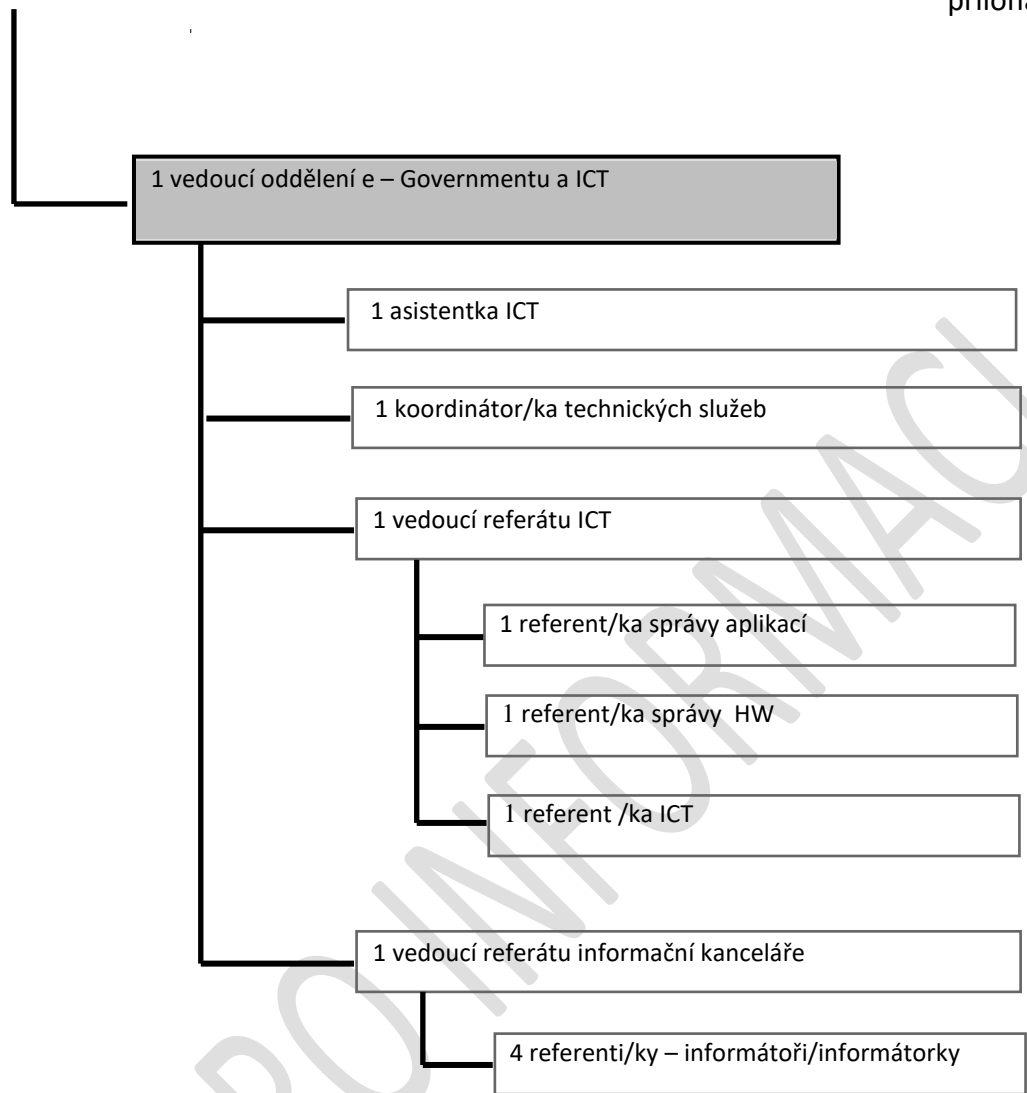 1 vedoucí oddělení e – Governmentu a ICT
1 asistentka ICT
1 koordinátor/ka technických služeb
1 vedoucí referátu ICT
1 referent/ka správy aplikací
1 referent/ka správy  HW
1 referent /ka ICT
1 vedoucí referátu informační kanceláře
4 referenti/ky – informátoři/informátorky
RO INFORMACI